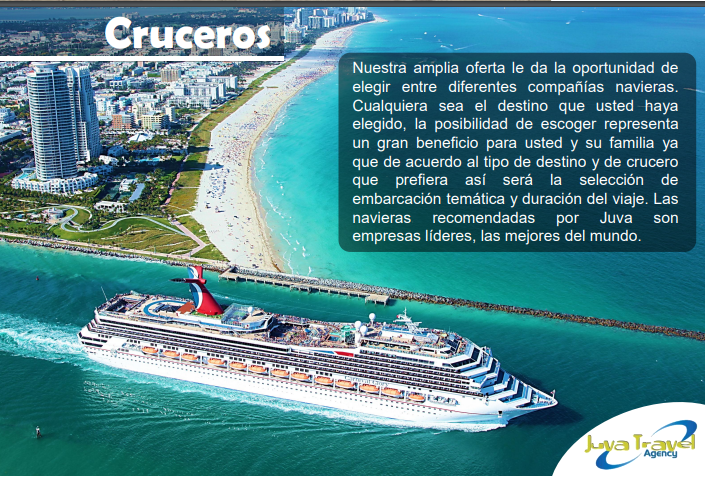 Cruceros
Nuestra amplia oferta le da la oportunidad de
elegir entre diferentes compañías navieras.
Cualquiera sea el destino que usted haya
elegido, la posibilidad de escoger representa
un gran beneficio para usted y su familia ya
que de acuerdo al tipo de destino y de crucero
que prefiera así será la selección de
embarcación temática y duración del viaje. Las
navieras recomendadas por Juva son
empresas líderes, las mejores del mundo.
Juva Travel
Agency